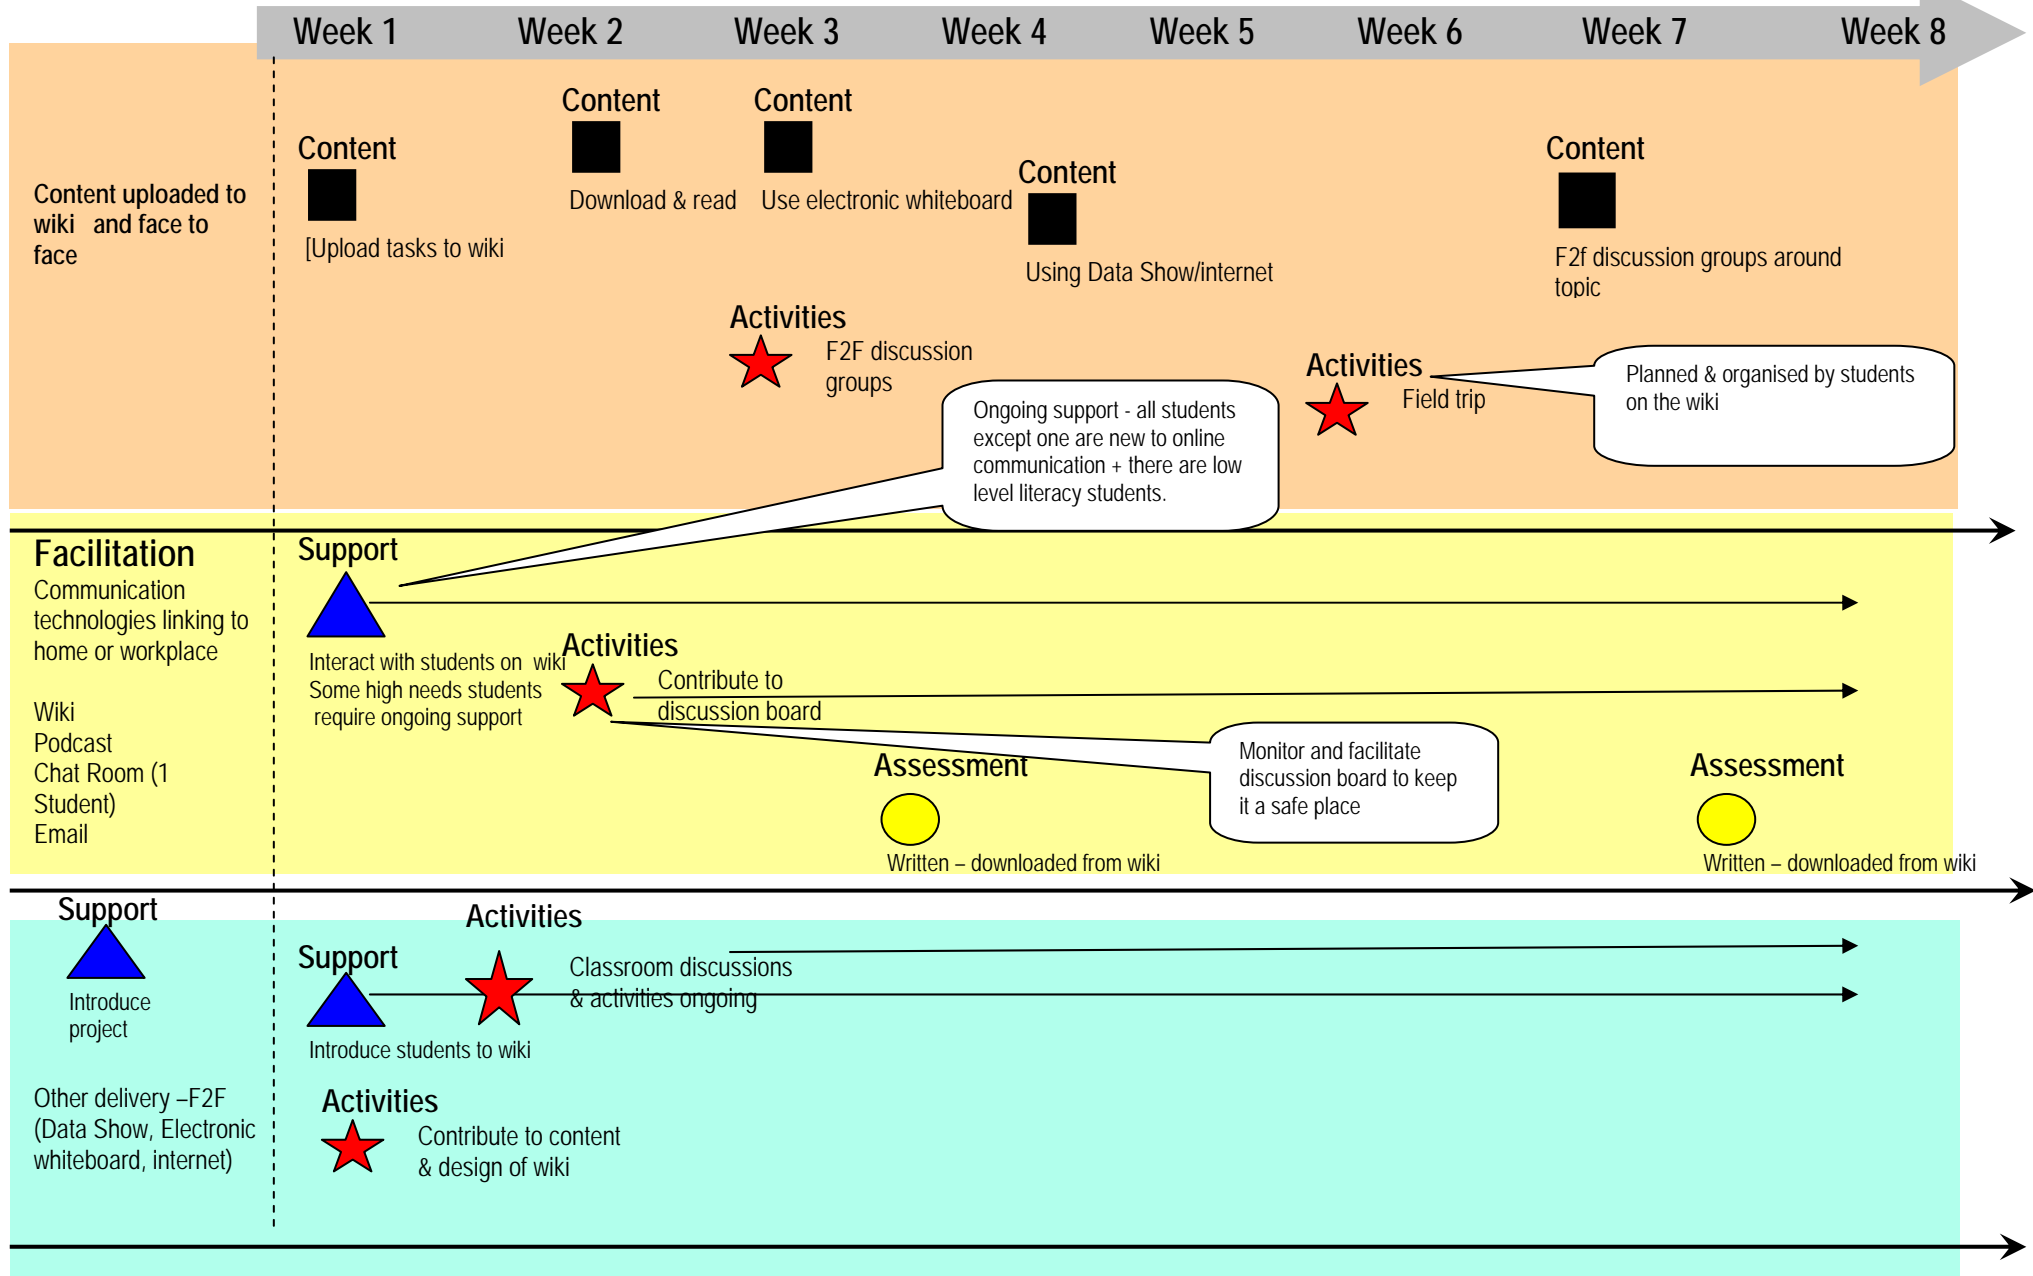 Week 1 Week 2 Week 3 Week 4 Week 5 Week 6 Week 7 Week 8
Content uploaded to
wiki and face to
face
Content
[Upload tasks to wiki
Content
Download & read
Content
Use electronic whiteboard
Content
Using Data Show/internet
Content
F2f discussion groups around
topic
Activities
F2F discussion
groups
Activities
Field trip
Planned & organised by students
on the wiki
Ongoing support - all students
except one are new to online
communication + there are low
level literacy students.
Facilitation
Communication
technologies linking to
home or workplace
Wiki
Podcast
Chat Room (1
Student)
Email
Support
Interact with students on wiki
Some high needs students
require ongoing support
Activities
Contribute to
discussion board
Monitor and facilitate
discussion board to keep
it a safe place
Assessment
Written – downloaded from wiki
Assessment
Written – downloaded from wiki
Support
Introduce
project
Support
Introduce students to wiki
Activities
Classroom discussions
& activities ongoing
Other delivery –F2F
(Data Show, Electronic
whiteboard, internet)
Activities
Contribute to content
& design of wiki